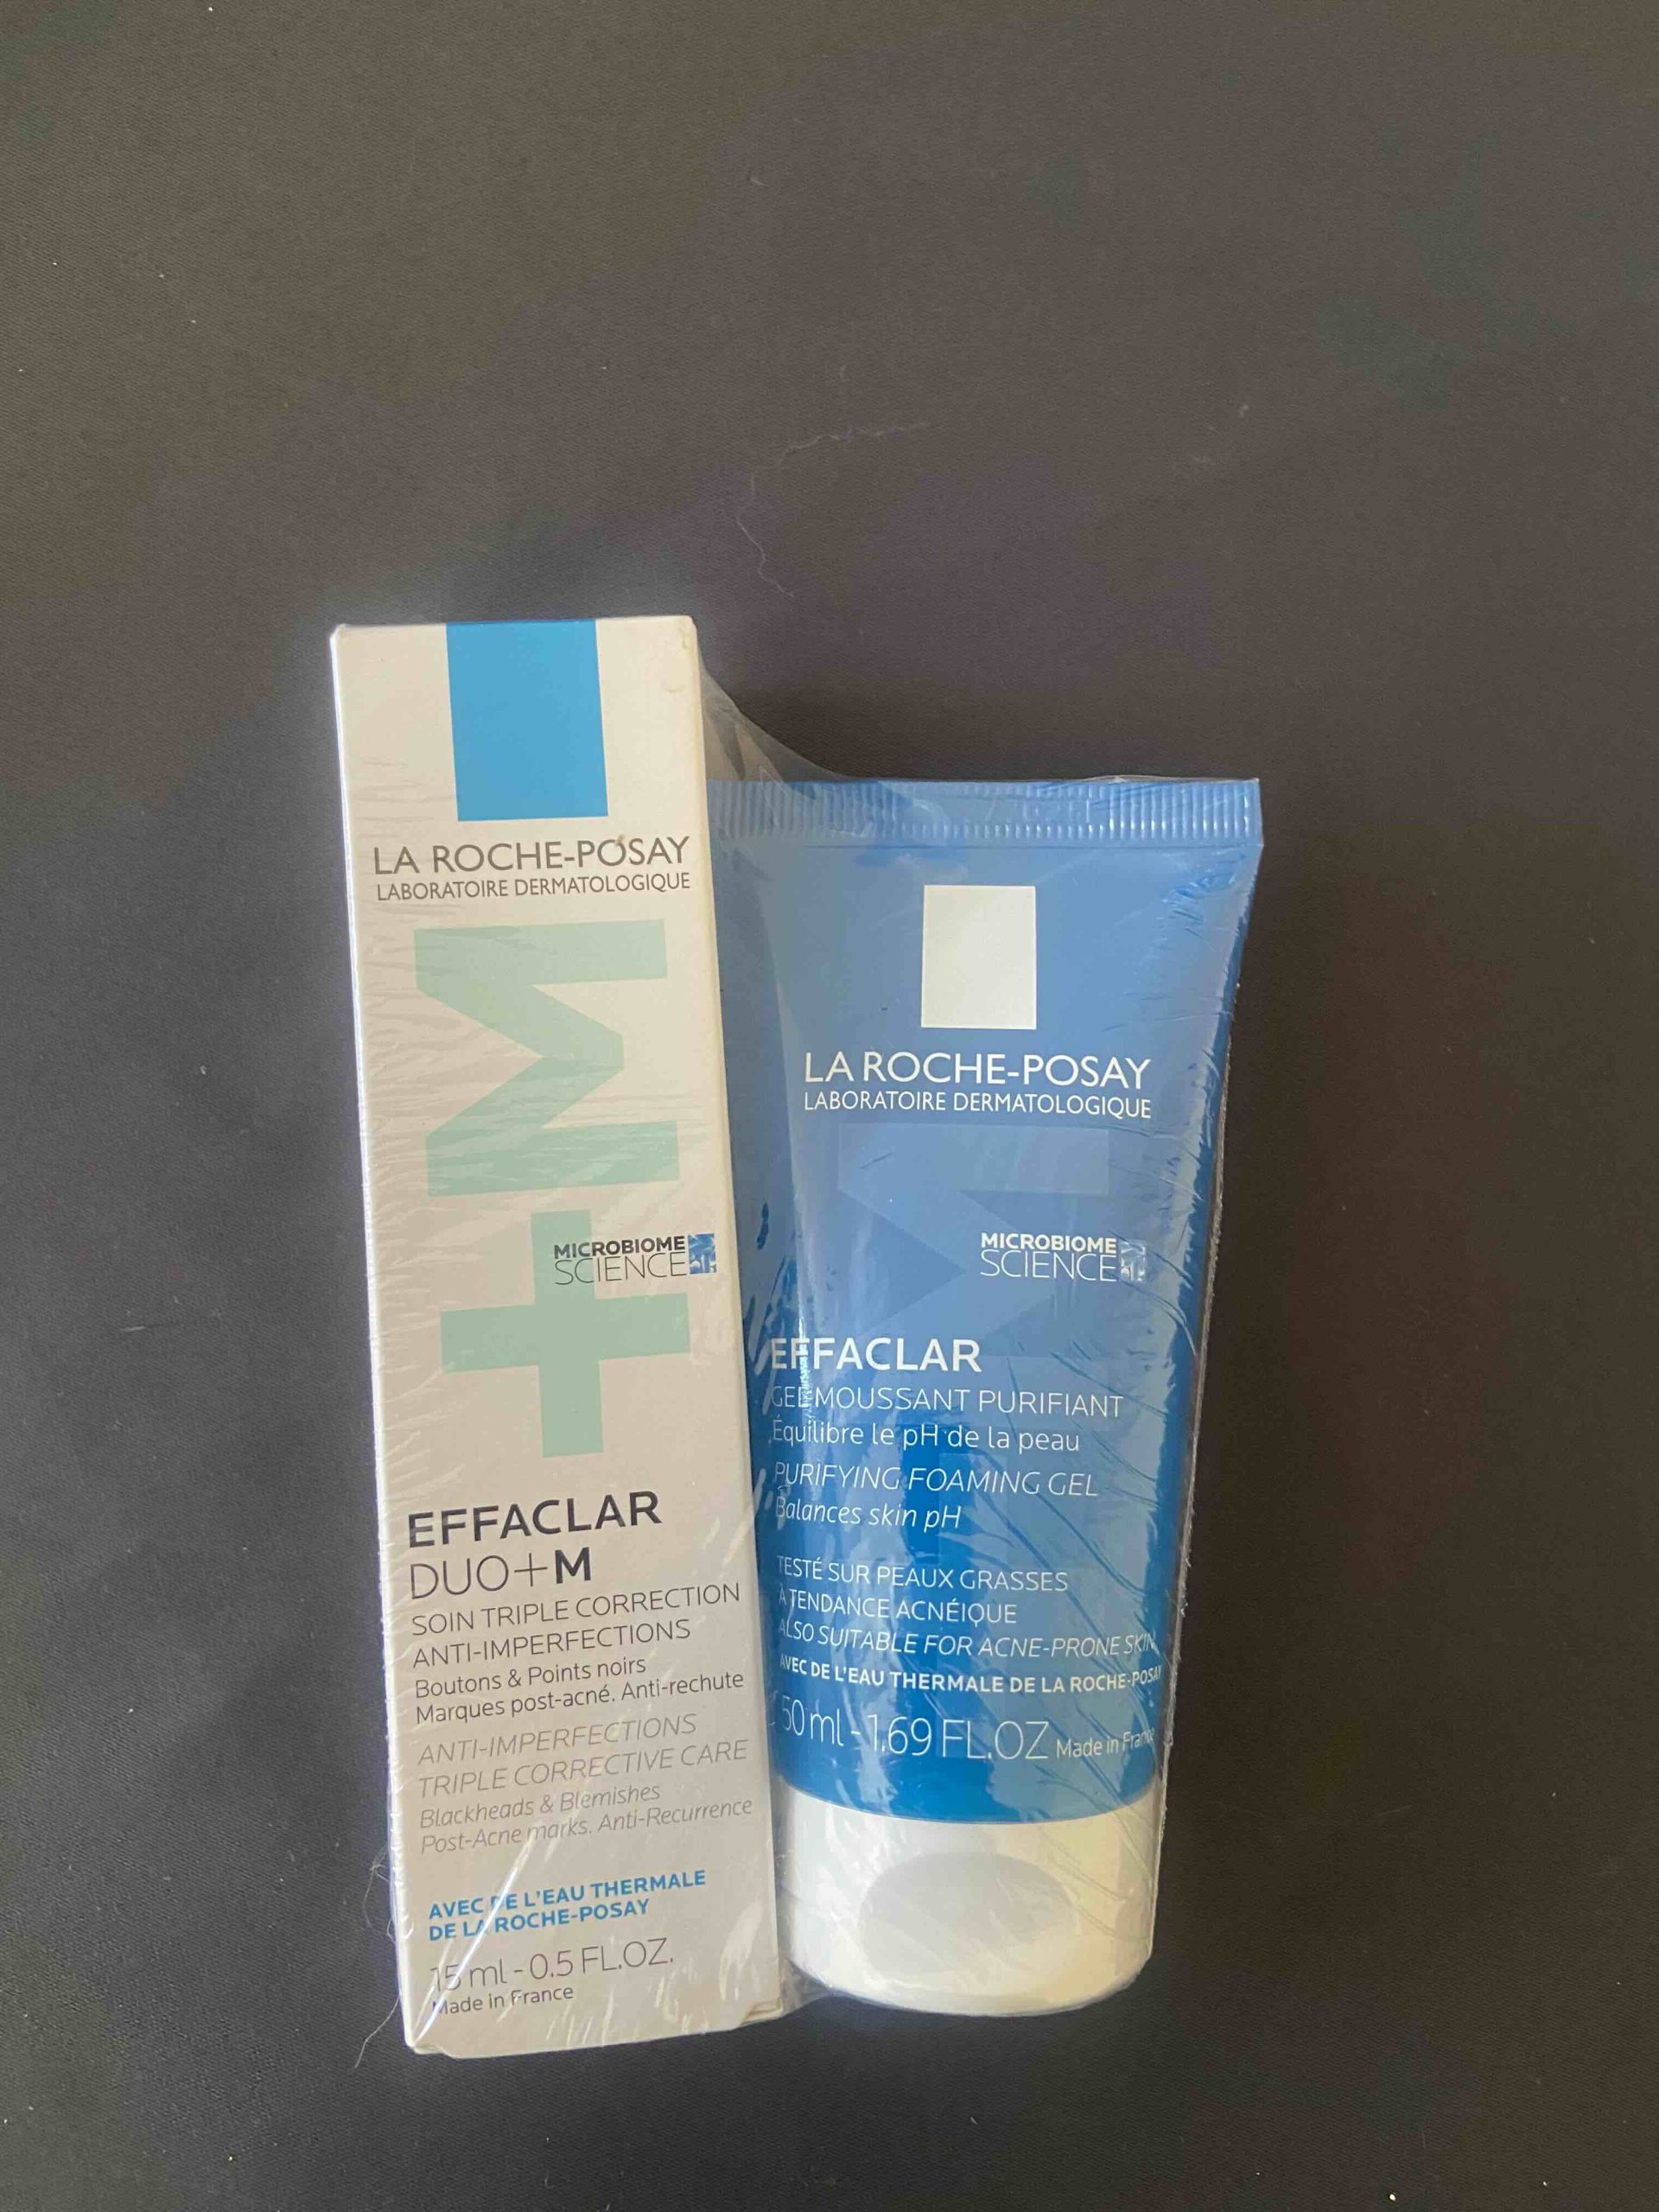 LA ROCHE-POSAY
LABORATOIRE DERMATOLOGIQUE
+M
MICROBIOME
SCIENCE
EFFACLAR
DUO+M
SOIN TRIPLE CORRECTION
ANTI-IMPERFECTIONS
Boutons & Points noirs
Marques post-acné. Anti-rechute
ANTI-IMPERFECTIONS
TRIPLE CORRECTIVE CARE
Blackheads & Blemishes
Post-Acne marks. Anti-Recurrence
AVEC DE L'EAU THERMALE
DE LA ROCHE-POSAY
15 ml - 0.5 FL.OZ.
Made in France
LA ROCHE-POSAY
LABORATOIRE DERMATOLOGIQUE
M
MICROBIOME
SCIENCE
EFFACLAR
GEL MOUSSANT PURIFIANT
Équilibre le pH de la peau
PURIFYING FOAMING GEL
Balances skin pH
TESTÉ SUR PEAUX GRASSES
À TENDANCE ACNÉIQUE
ALSO SUITABLE FOR ACNE-PRONE SKIN
AVEC DE L'EAU THERMALE DE LA ROCHE-POSAY
50 ml - 1.69 FL.OZ Made in France